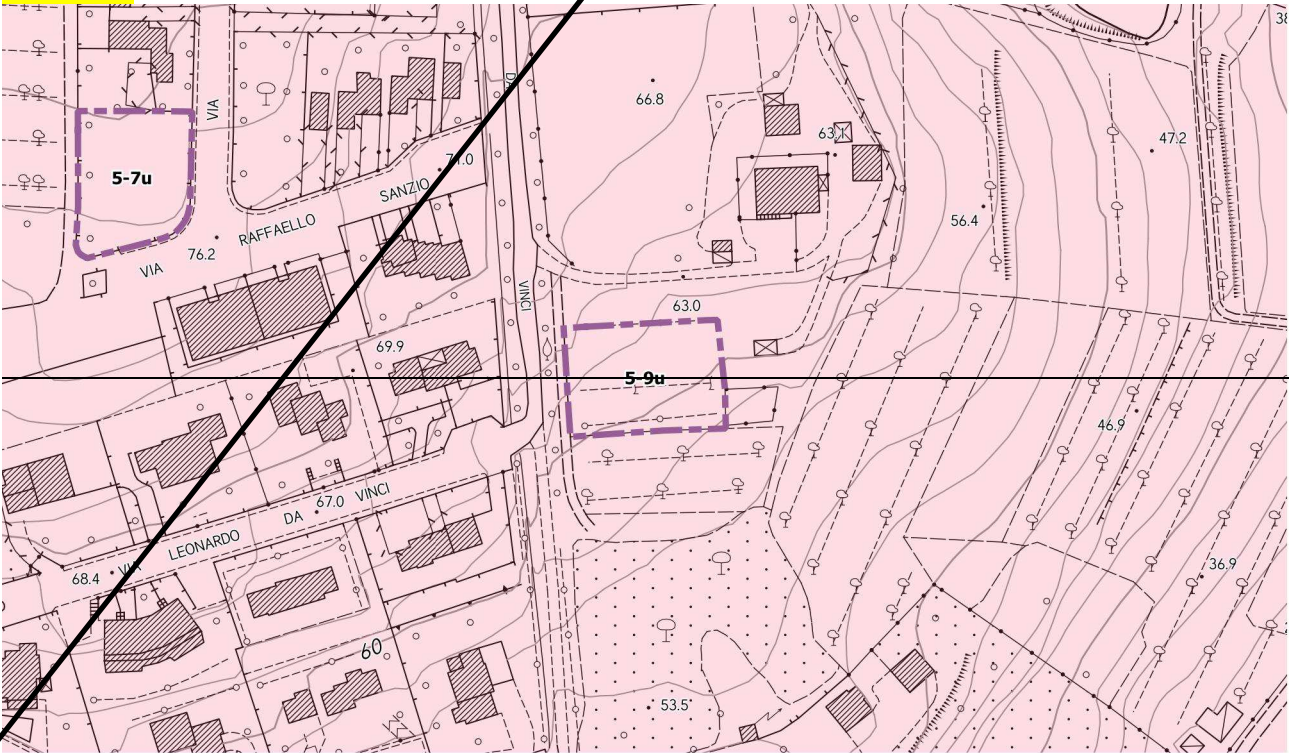 66.8
VIA
63.1
47.2
71.0
5-7u
SANZIO
56.4
RAFFAELLO
76.2
VIA
VINCI
63.0
69.9
5-9u
46.9
VINCI
67.0
DA
LEONARDO
VIA
68.4
36.9
60
53.5